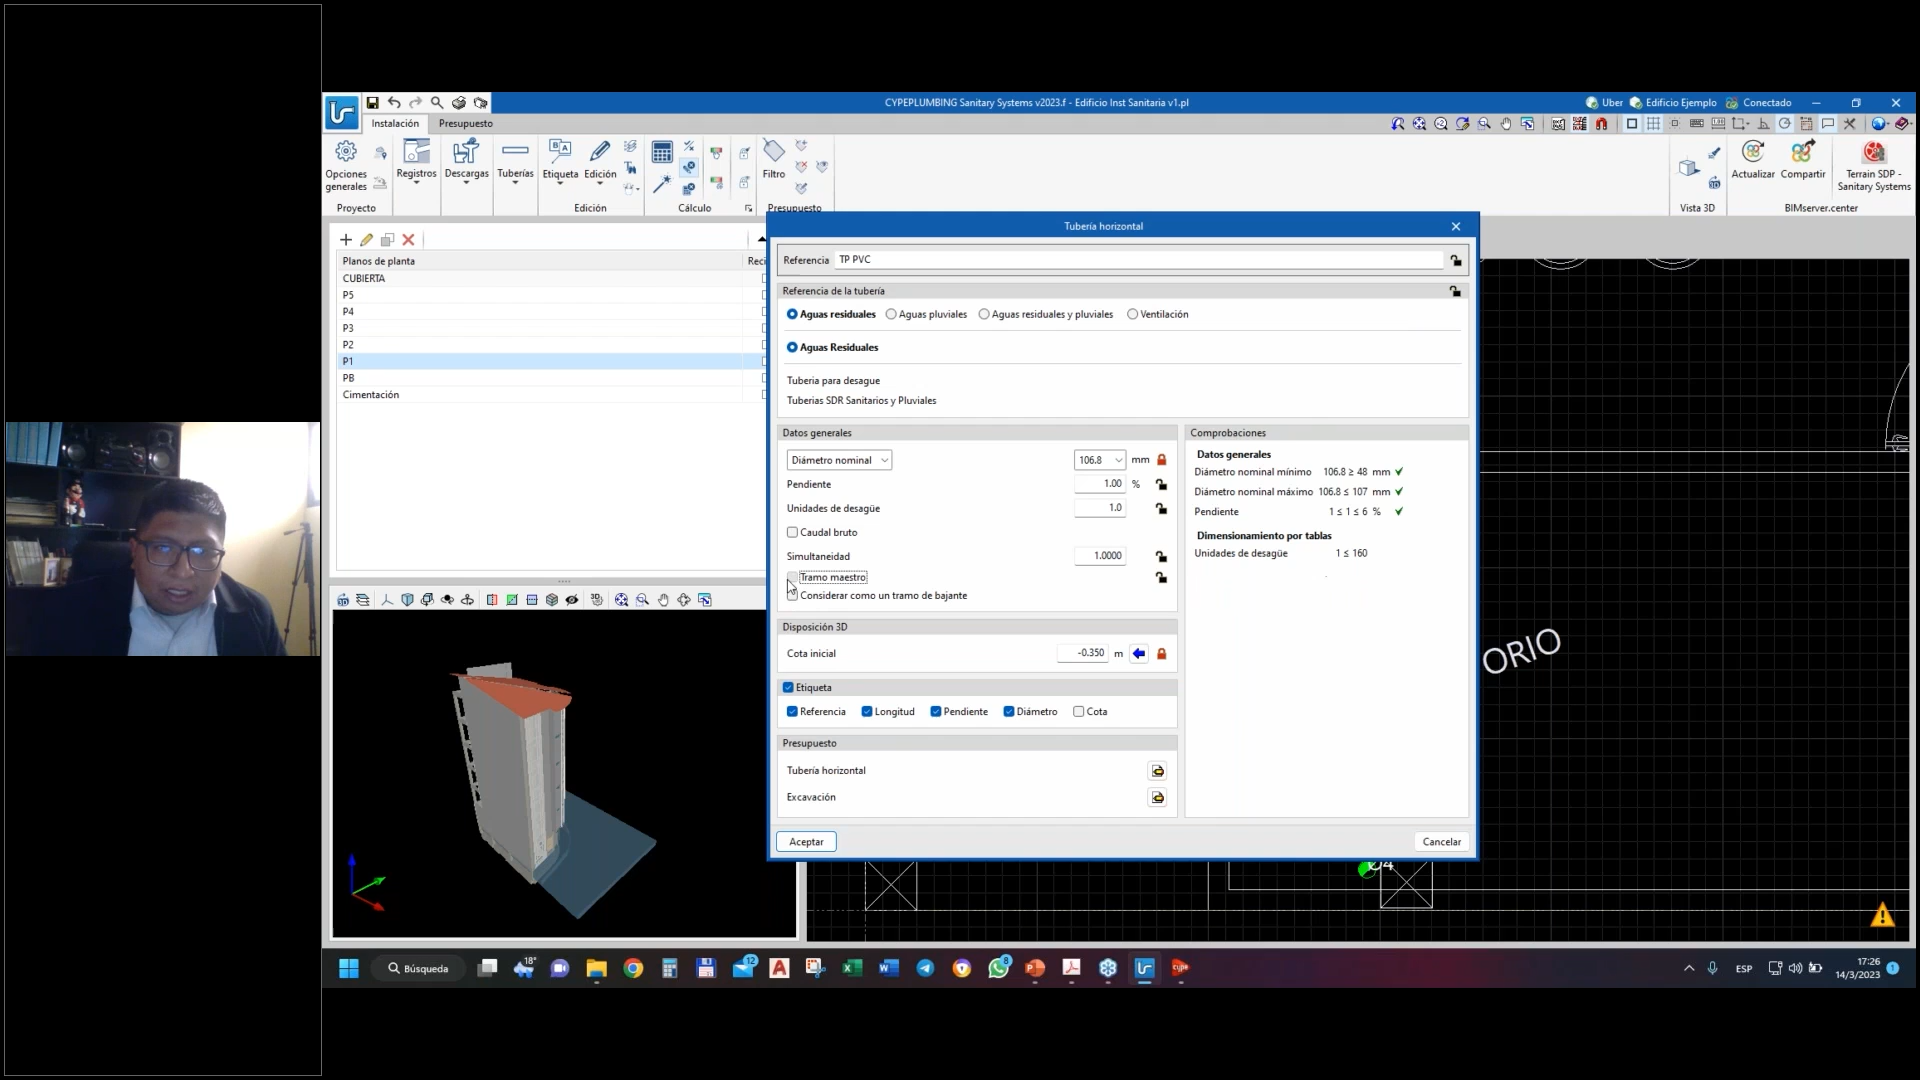 CYPEPLUMBING Sanitary Systems v2023.f - Edificio Inst Sanitaria v1.pl
Uber
Edificio Ejemplo
Conectado
Instalación
Presupuesto
Opciones generales
Registros
Descargas
Tuberías
Etiqueta
Edición
Filtro
Actualizar
Compartir
Terrain SDP -
Sanitary Systems
Proyecto
Edición
Cálculo
Presupuesto
Vista 3D
BIMserver.center
Planos de planta
Reci
CUBIERTA
P5
P4
P3
P2
P1
PB
Cimentación
Tubería horizontal
Referencia TP PVC
Referencia de la tubería
Aguas residuales
Aguas pluviales
Aguas residuales y pluviales
Ventilación
Aguas Residuales
Tuberia para desague
Tuberias SDR Sanitarios y Pluviales
Datos generales
Diámetro nominal 106.8 mm
Pendiente 1.00 %
Unidades de desagüe 1.0
Caudal bruto
Simultaneidad 1.0000
Tramo maestro
Considerar como un tramo de bajante
Disposición 3D
Cota inicial -0.350 m
Etiqueta
Referencia
Longitud
Pendiente
Diámetro
Cota
Presupuesto
Tubería horizontal
Excavación
Comprobaciones
Datos generales
Diámetro nominal mínimo 106.8 ≥ 48 mm
Diámetro nominal máximo 106.8 ≤ 107 mm
Pendiente 1 ≤ 1 ≤ 6 %
Dimensionamiento por tablas
Unidades de desagüe 1 ≤ 160
Aceptar
Cancelar
ORIO
Búsqueda
18°
12
8
ESP
17:26
14/3/2023
1